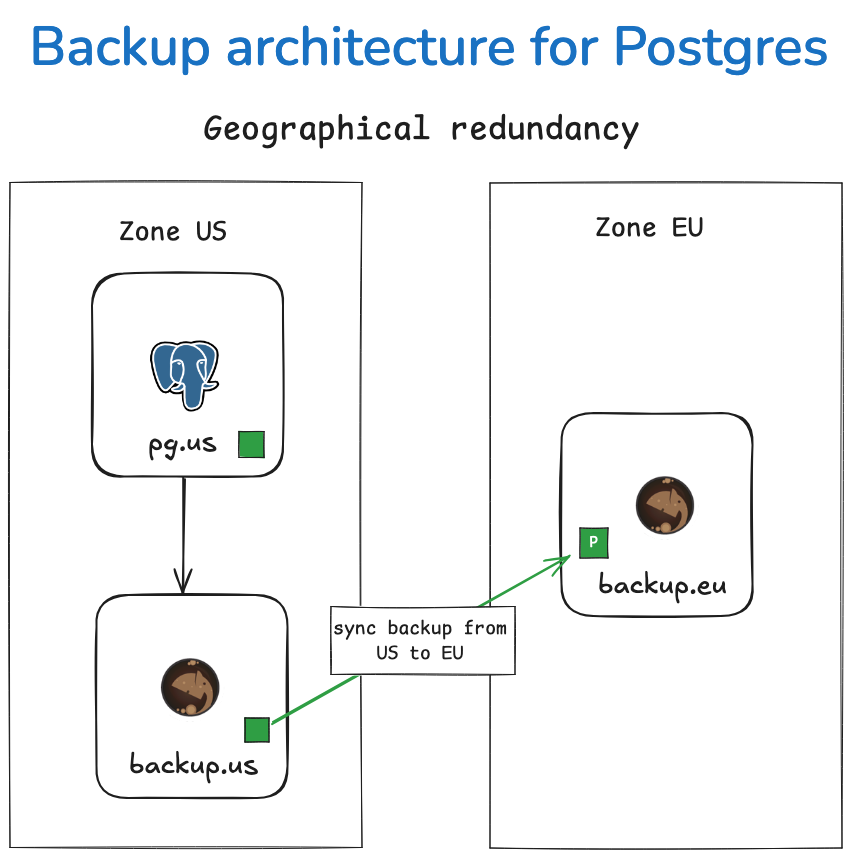 Backup architecture for Postgres
Geographical redundancy
Zone US
Zone EU
pg.us
P
backup.eu
sync backup from
US to EU
backup.us